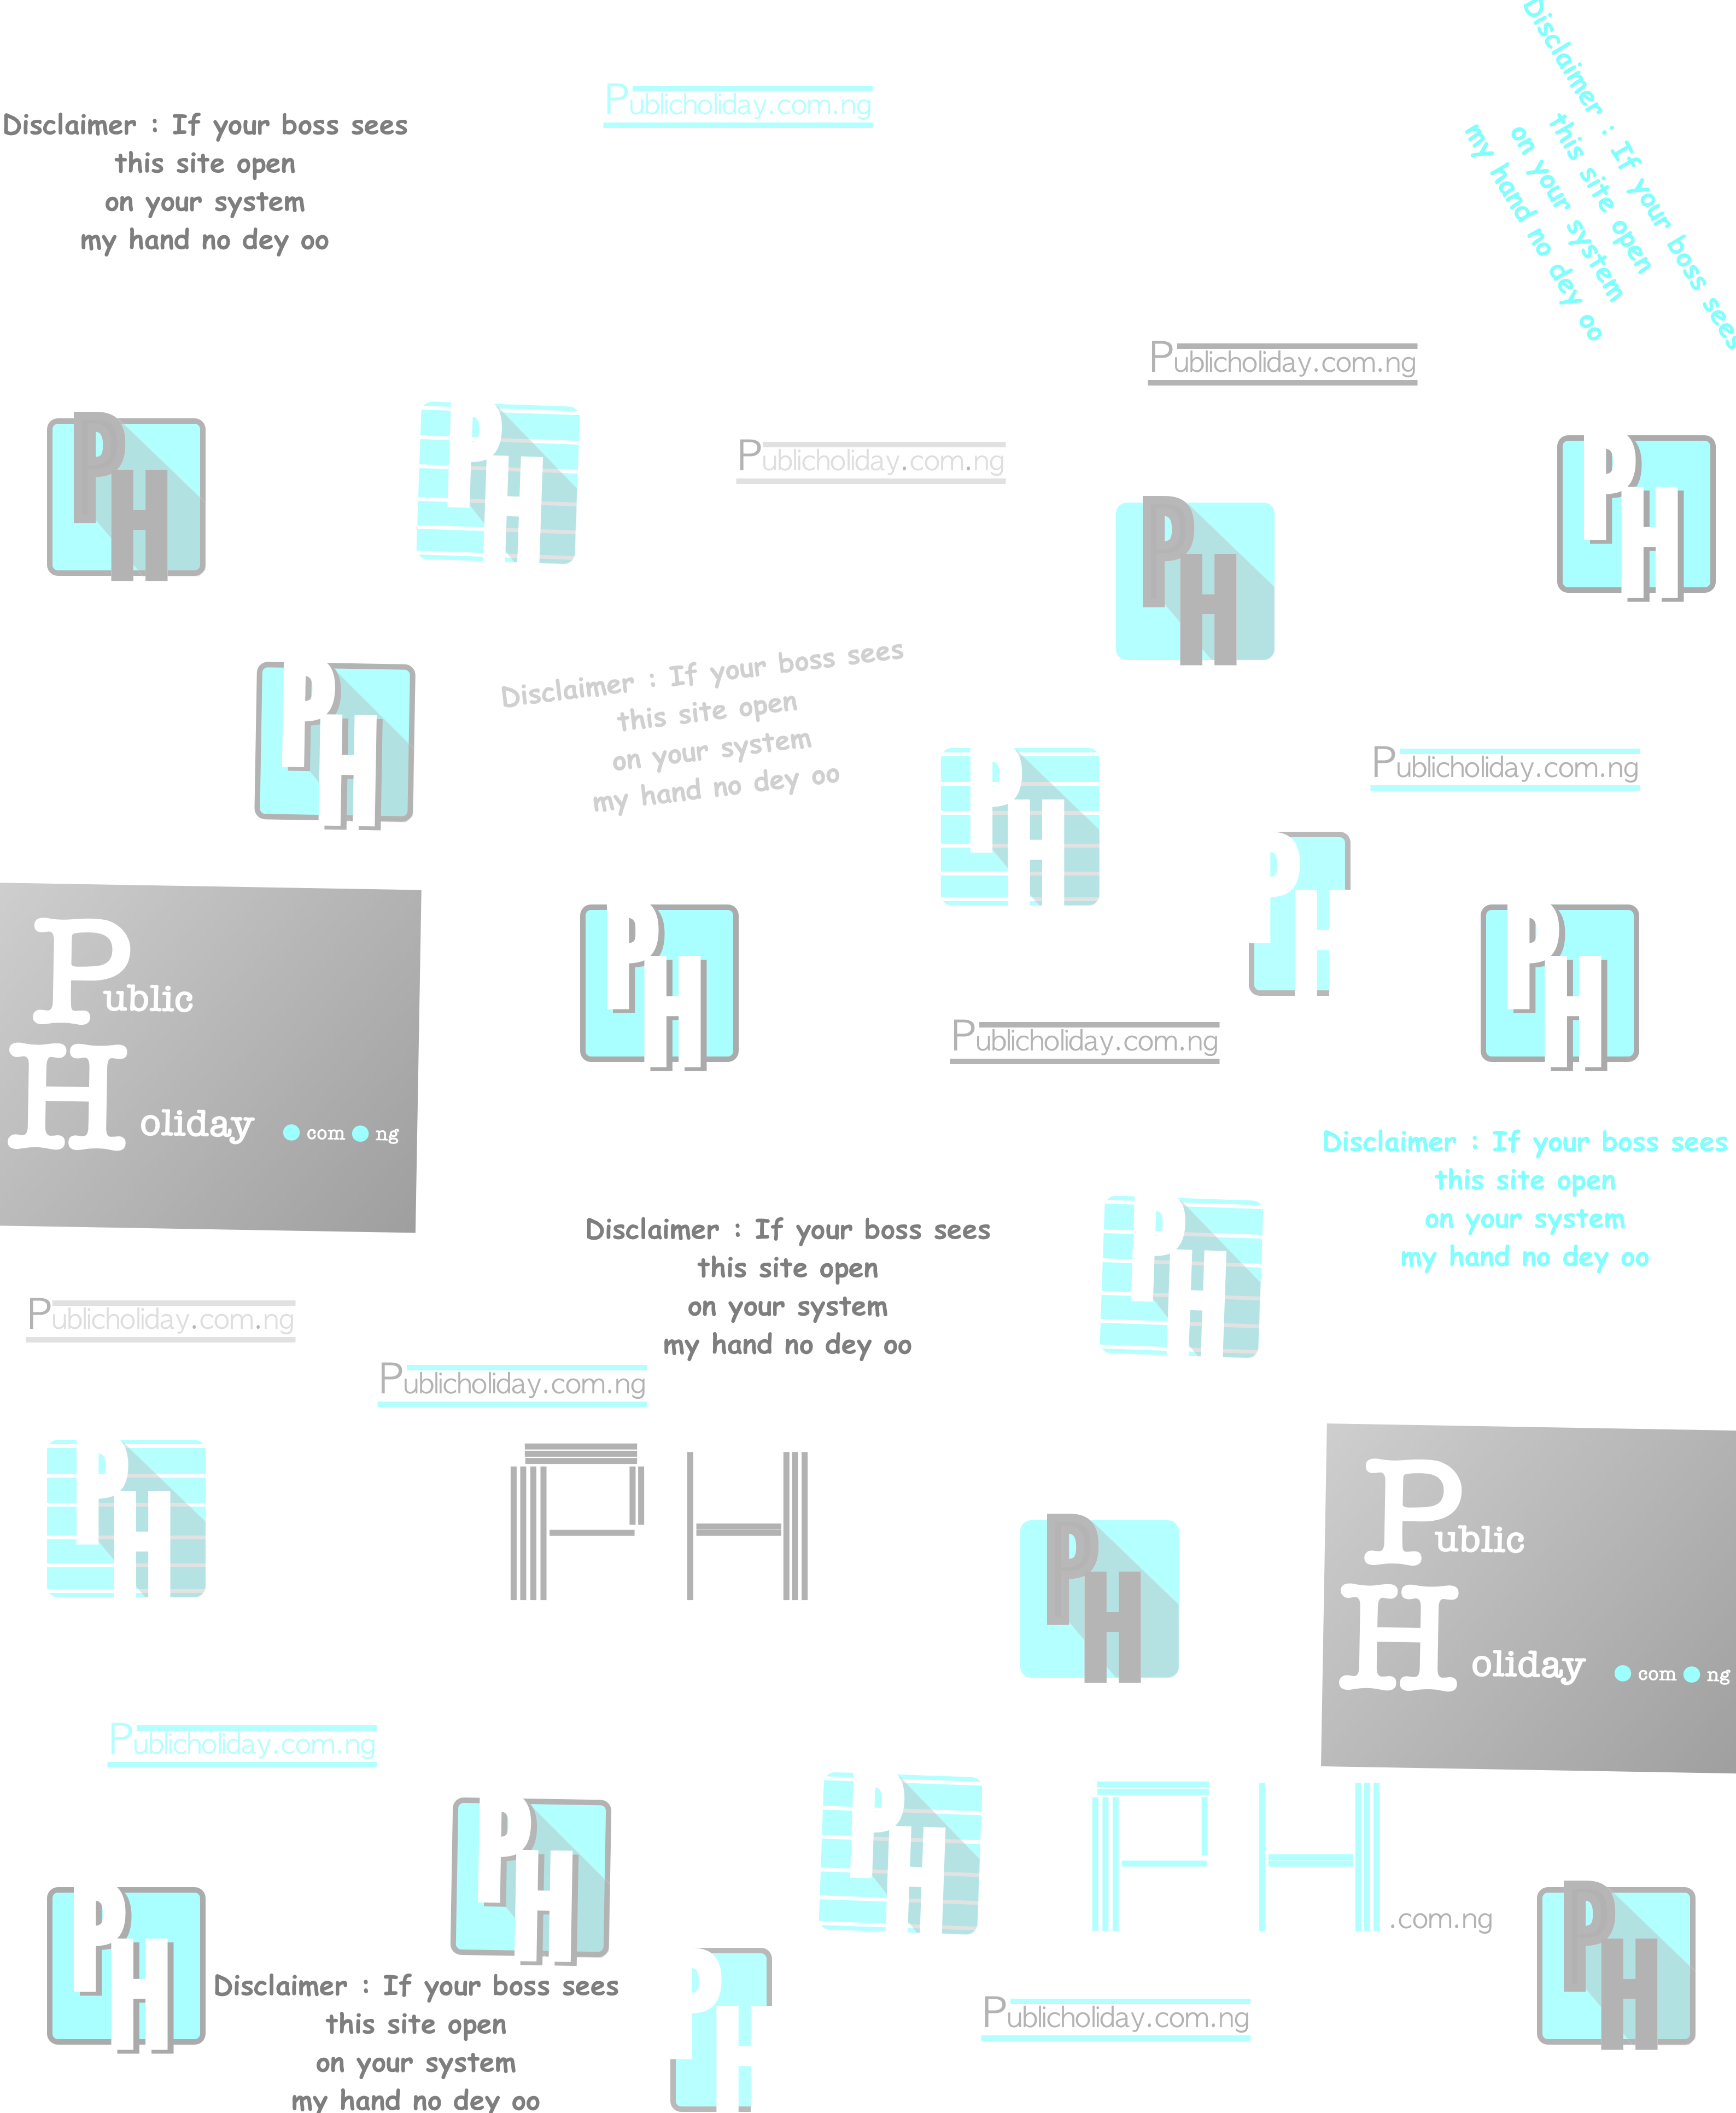 Publicholiday.com.ng
Disclaimer : If your boss sees
this site open
on your system
my hand no dey oo
Disclaimer : If your boss sees
this site open
on your system
my hand no dey oo
Publicholiday.com.ng
PH
PH
Publicholiday.com.ng
PH
PH
PH
Disclaimer : If your boss sees
this site open
on your system
my hand no dey oo
PH
Publicholiday.com.ng
PH
Public
Holiday .com.ng
PH
PH
Publicholiday.com.ng
Disclaimer : If your boss sees
this site open
on your system
my hand no dey oo
PH
Disclaimer : If your boss sees
this site open
on your system
my hand no dey oo
Publicholiday.com.ng
Publicholiday.com.ng
PH
PH
PH
Public
Holiday .com.ng
Publicholiday.com.ng
PH
PH
PH.com.ng
PH
PH
Disclaimer : If your boss sees
this site open
on your system
my hand no dey oo
PH
Publicholiday.com.ng